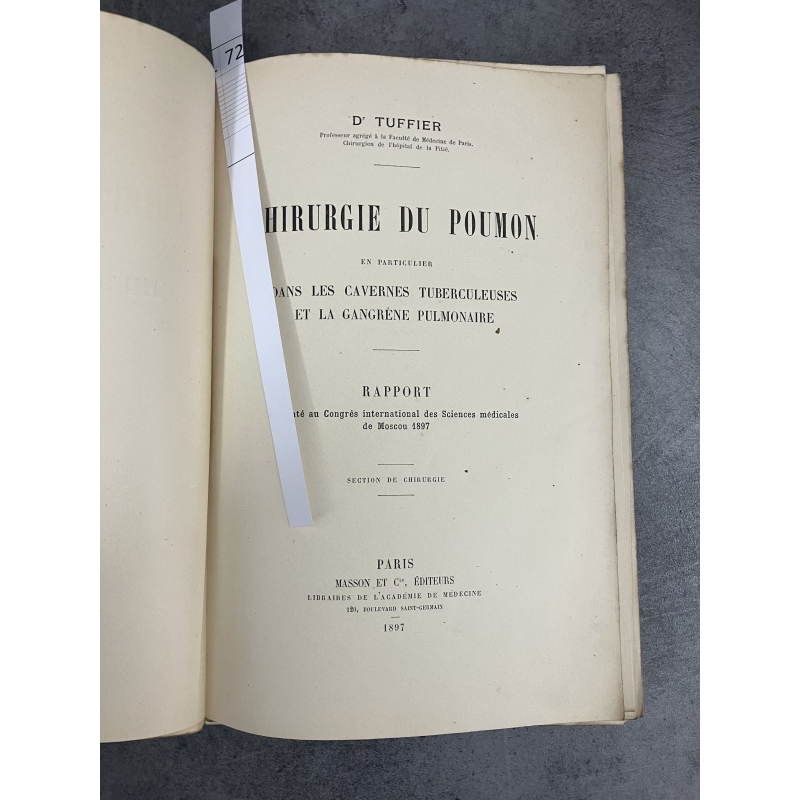 72
Dr TUFFIER
Professeur agrégé à la Faculté de Médecine de Paris.
Chirurgien de l'hôpital de la Pitié.
HIRURGIE DU POUMON
EN PARTICULIER
DANS LES CAVERNES TUBERCULEUSES
ET LA GANGRÈNE PULMONAIRE
RAPPORT
té au Congrès international des Sciences médicales
de Moscou 1897
SECTION DE CHIRURGIE
PARIS
MASSON ET Cie, ÉDITEURS
LIBRAIRES DE L'ACADÉMIE DE MÉDECINE
120, BOULEVARD SAINT-GERMAIN
1897